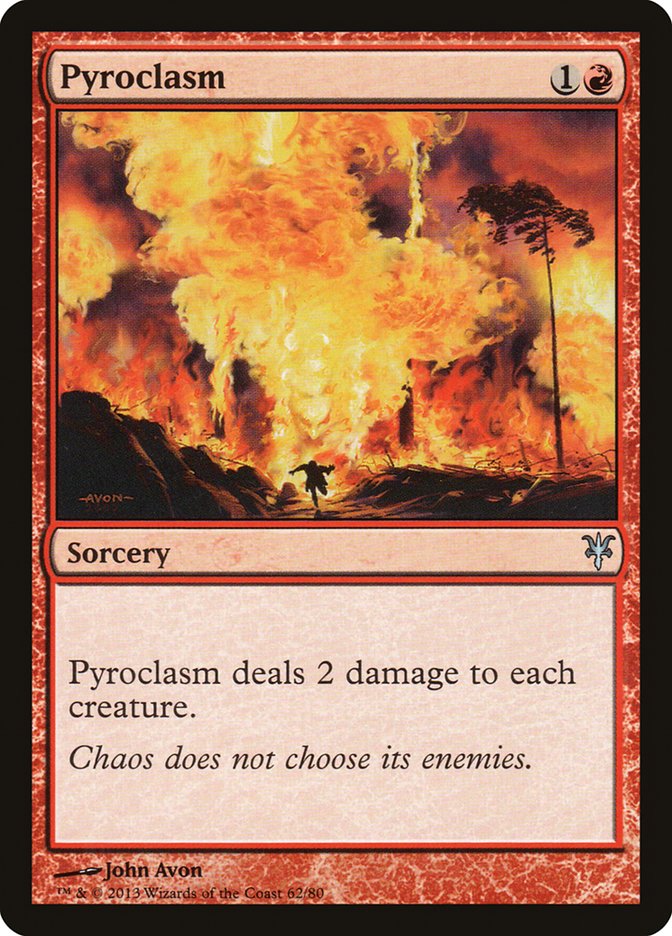 Pyroclasm
1
-AVON-
Sorcery
Pyroclasm deals 2 damage to each
creature.
Chaos does not choose its enemies.
John Avon
™ & © 2013 Wizards of the Coast 62/80